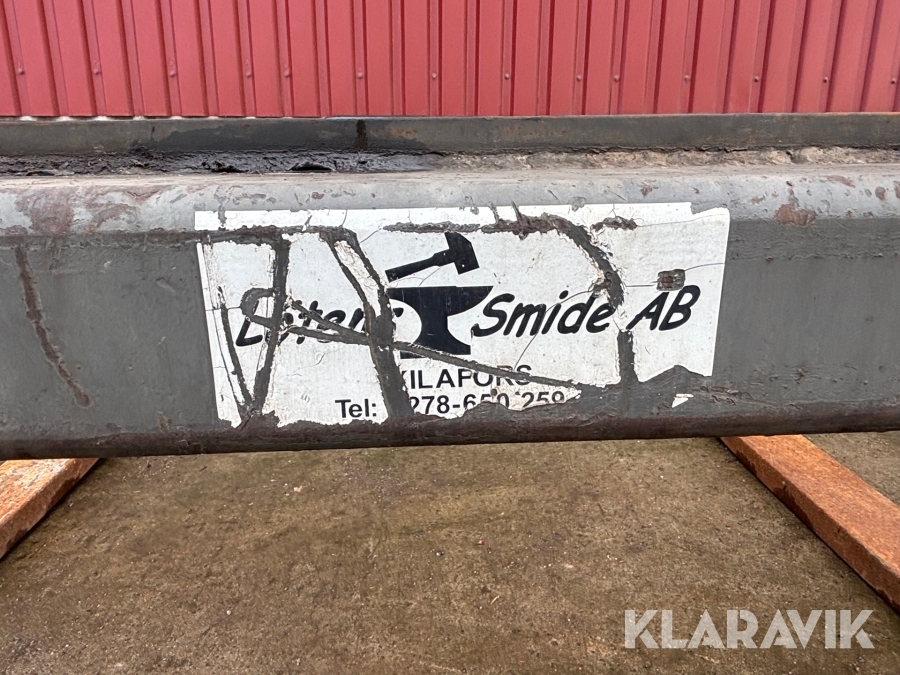 Smide AB
KILAFORS
Tel: 278-650 259
KLARAVIK